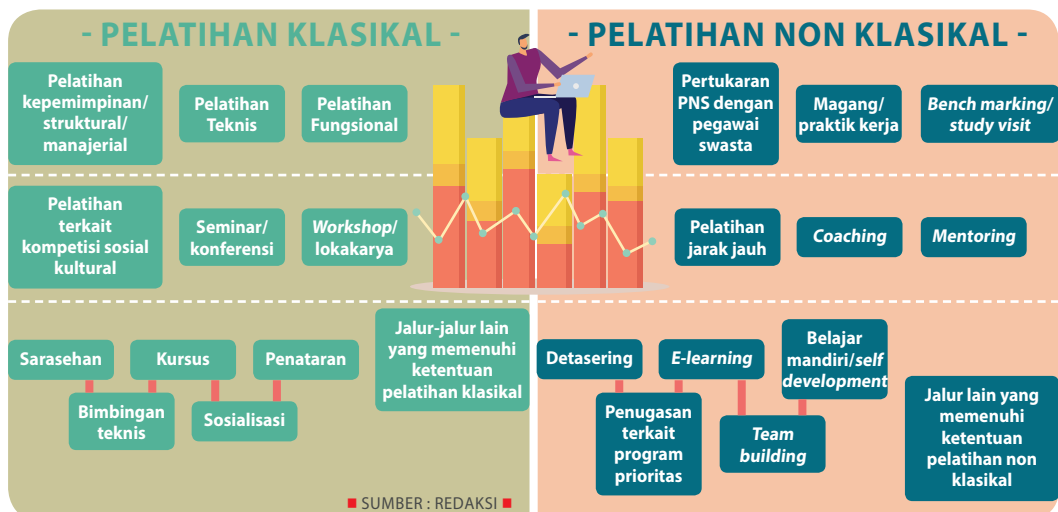 - PELATIHAN KLASIKAL -
Pelatihan
kepemimpinan/
struktural/
manajerial
Pelatihan
Teknis
Pelatihan
Fungsional
Pelatihan
terkait
kompetisi sosial
kultural
Seminar/
konferensi
Workshop/
lokakarya
Sarasehan
Kursus
Penataran
Bimbingan
teknis
Sosialisasi
Jalur-jalur lain
yang memenuhi
ketentuan
pelatihan klasikal
- PELATIHAN NON KLASIKAL -
Pertukaran
PNS dengan
pegawai
swasta
Magang/
praktik kerja
Bench marking/
study visit
Pelatihan
jarak jauh
Coaching
Mentoring
Detasering
E-learning
Belajar
mandiri/self
development
Penugasan
terkait
program
prioritas
Team
building
Jalur lain yang
memenuhi
ketentuan
pelatihan non
klasikal
SUMBER : REDAKSI